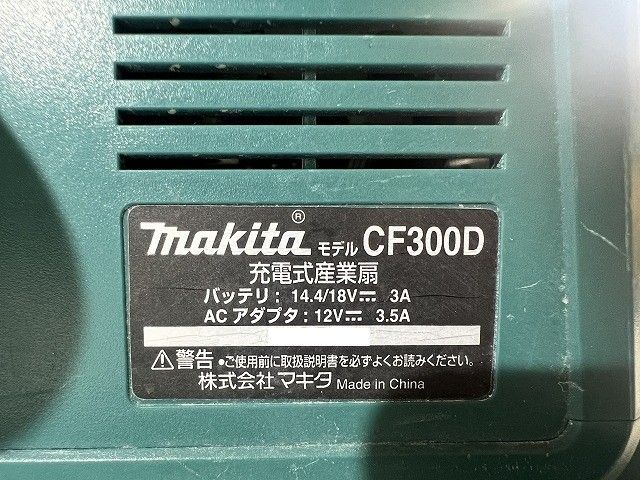 makita® モデル CF300D
充電式産業扇
バッテリ：14.4/18V⎓ 3A
AC アダプタ：12V⎓ 3.5A
⚠警告 •ご使用前に取扱説明書を必ずよくお読みください。
株式会社 マキタ Made in China